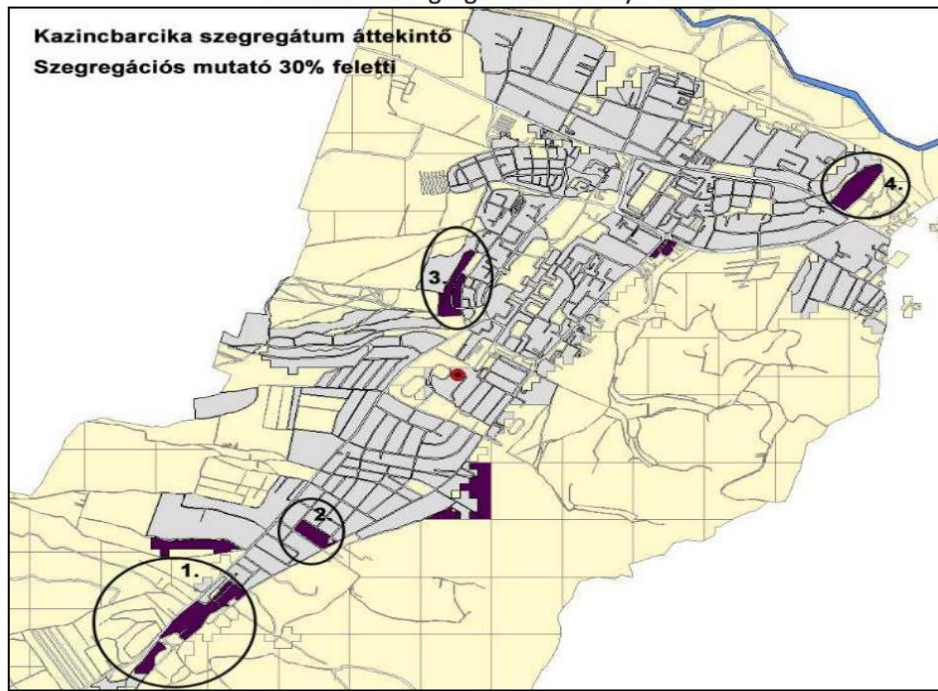 Kazincbarcika szegregátum áttekintő
Szegregációs mutató 30% feletti
4.
3.
2.
1.